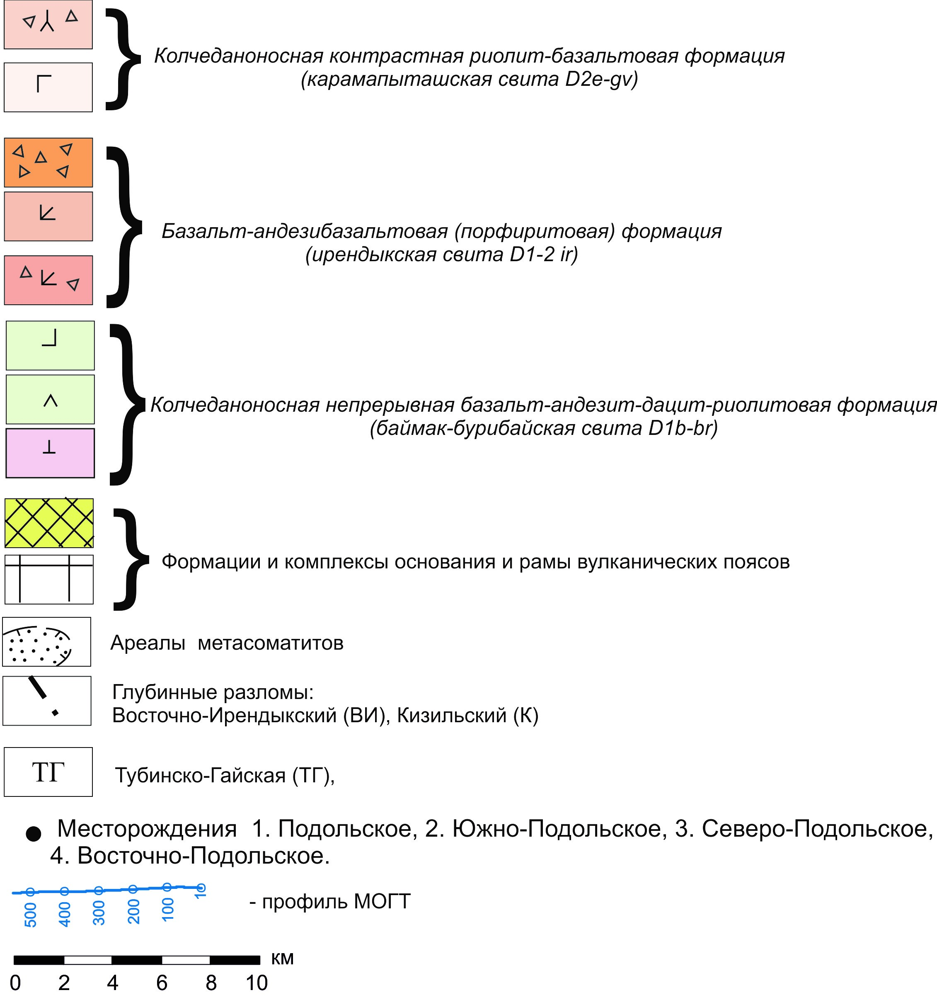 Колчеданоносная контрастная риолит-базальтовая формация
(карамапыташская свита D2e-gv)
Базальт-андезибазальтовая (порфиритовая) формация
(ирендыкская свита D1-2 ir)
Колчеданоносная непрерывная базальт-андезит-дацит-риолитовая формация
(баймак-бурибайская свита D1b-br)
Формации и комплексы основания и рамы вулканических поясов
Ареалы метасоматитов
Глубинные разломы:
Восточно-Ирендыкский (ВИ), Кизильский (К)
ТГ
Тубинско-Гайская (ТГ),
Месторождения 1. Подольское, 2. Южно-Подольское, 3. Северо-Подольское,
4. Восточно-Подольское.
500 400 300 200 100 10
- профиль МОГТ
км
0 2 4 6 8 10